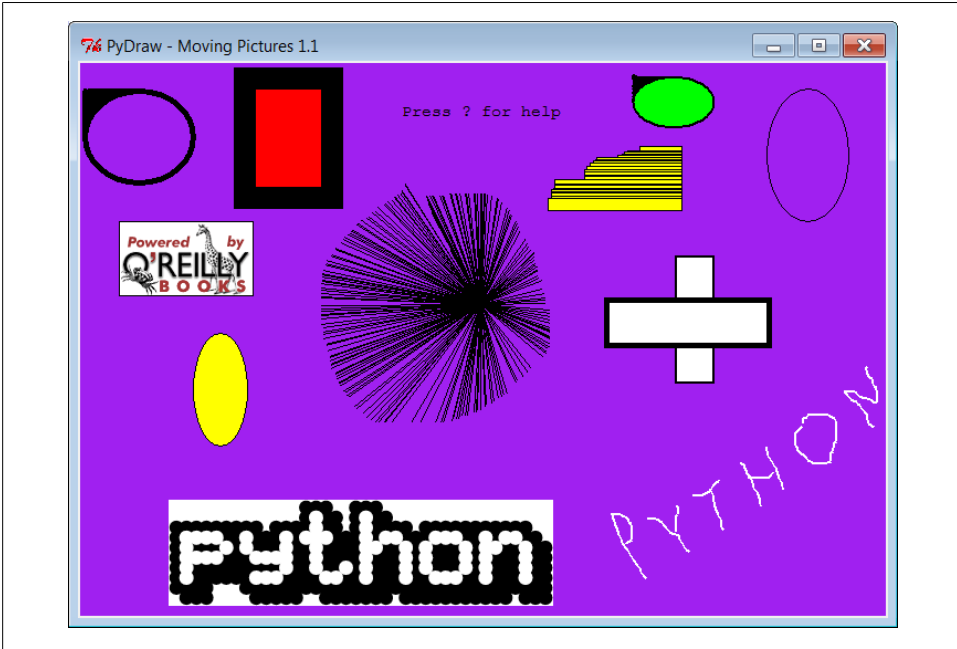 PyDraw - Moving Pictures 1.1
Press ? for help
Powered by
O'REILLY
BOOKS
PYTHON
python